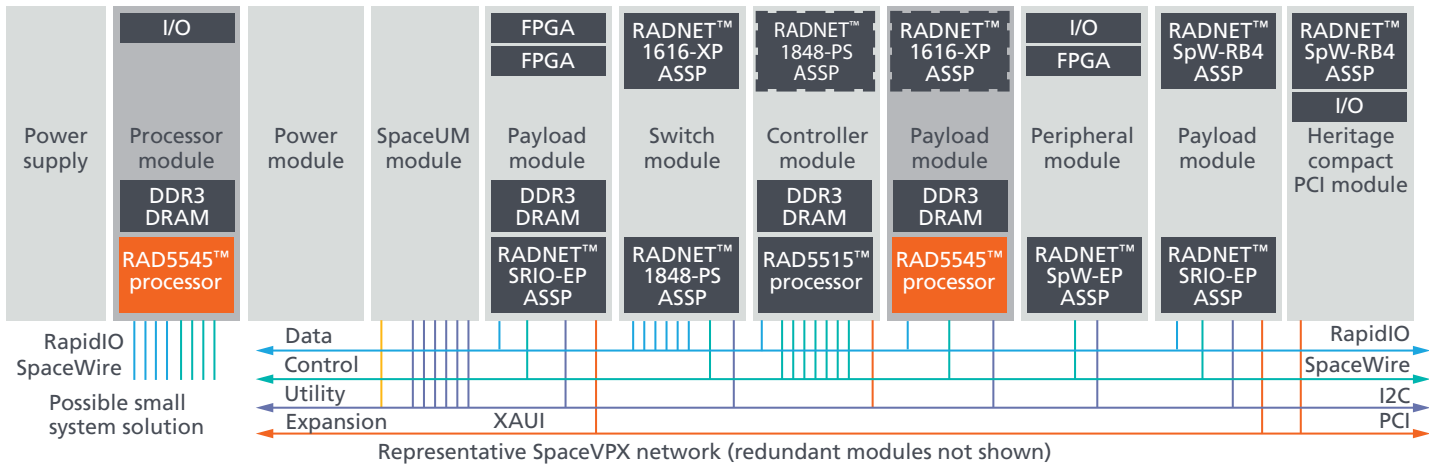 Power
supply
I/O
Processor
module
DDR3
DRAM
RAD5545™
processor
Power
module
SpaceUM
module
FPGA
FPGA
Payload
module
DDR3
DRAM
RADNET™
SRIO-EP
ASSP
RADNET™
1616-XP
ASSP
Switch
module
RADNET™
1848-PS
ASSP
RADNET™
1848-PS
ASSP
Controller
module
DDR3
DRAM
RAD5515™
processor
RADNET™
1616-XP
ASSP
Payload
module
DDR3
DRAM
RAD5545™
processor
I/O
FPGA
Peripheral
module
RADNET™
SpW-EP
ASSP
RADNET™
SpW-RB4
ASSP
Payload
module
RADNET™
SRIO-EP
ASSP
RADNET™
SpW-RB4
ASSP
I/O
Heritage
compact
PCI module
RapidIO
SpaceWire
Possible small
system solution
Data
RapidIO
Control
SpaceWire
Utility
I2C
Expansion
XAUI
PCI
Representative SpaceVPX network (redundant modules not shown)